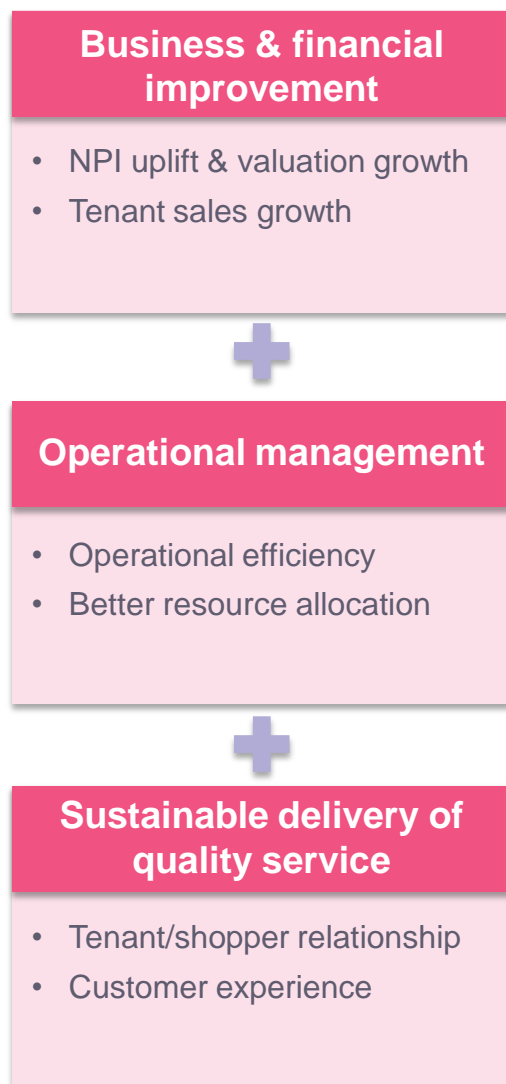 Business & financial
improvement
• NPI uplift & valuation growth
• Tenant sales growth
Operational management
• Operational efficiency
• Better resource allocation
Sustainable delivery of
quality service
• Tenant/shopper relationship
• Customer experience